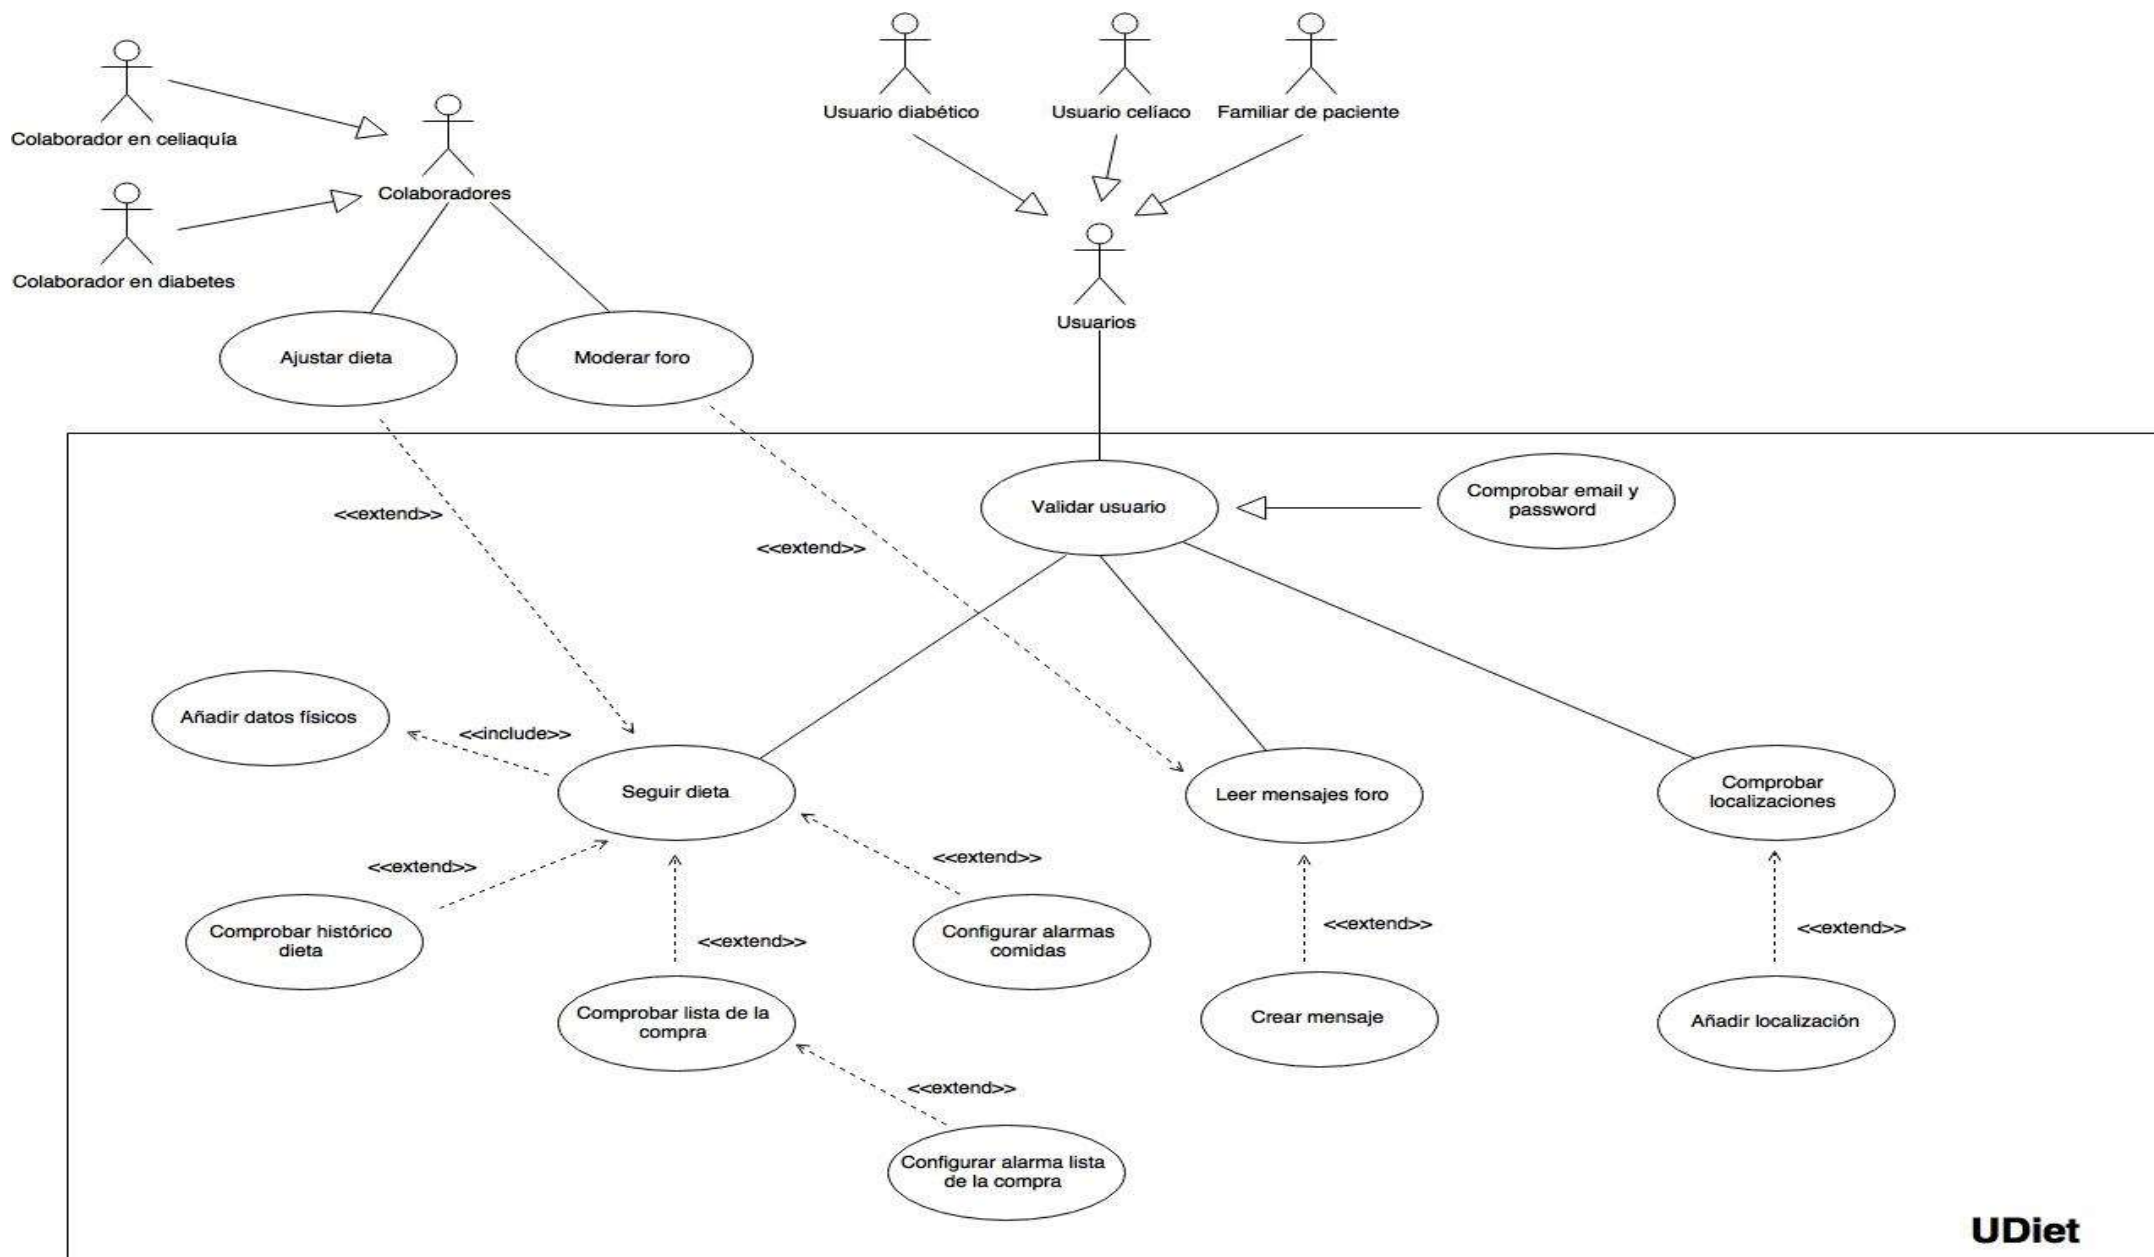 Usuario diabético
Usuario celíaco
Familiar de paciente
Colaborador en celiaquía
Colaboradores
Colaborador en diabetes
Usuarios
Ajustar dieta
Moderar foro
Comprobar email y
password
Validar usuario
<<extend>>
<<extend>>
Añadir datos físicos
<<include>>
Seguir dieta
Leer mensajes foro
Comprobar
localizaciones
<<extend>>
<<extend>>
Comprobar histórico
dieta
<<extend>>
Configurar alarmas
comidas
<<extend>>
<<extend>>
Comprobar lista de la
compra
Crear mensaje
Añadir localización
<<extend>>
Configurar alarma lista
de la compra
UDiet